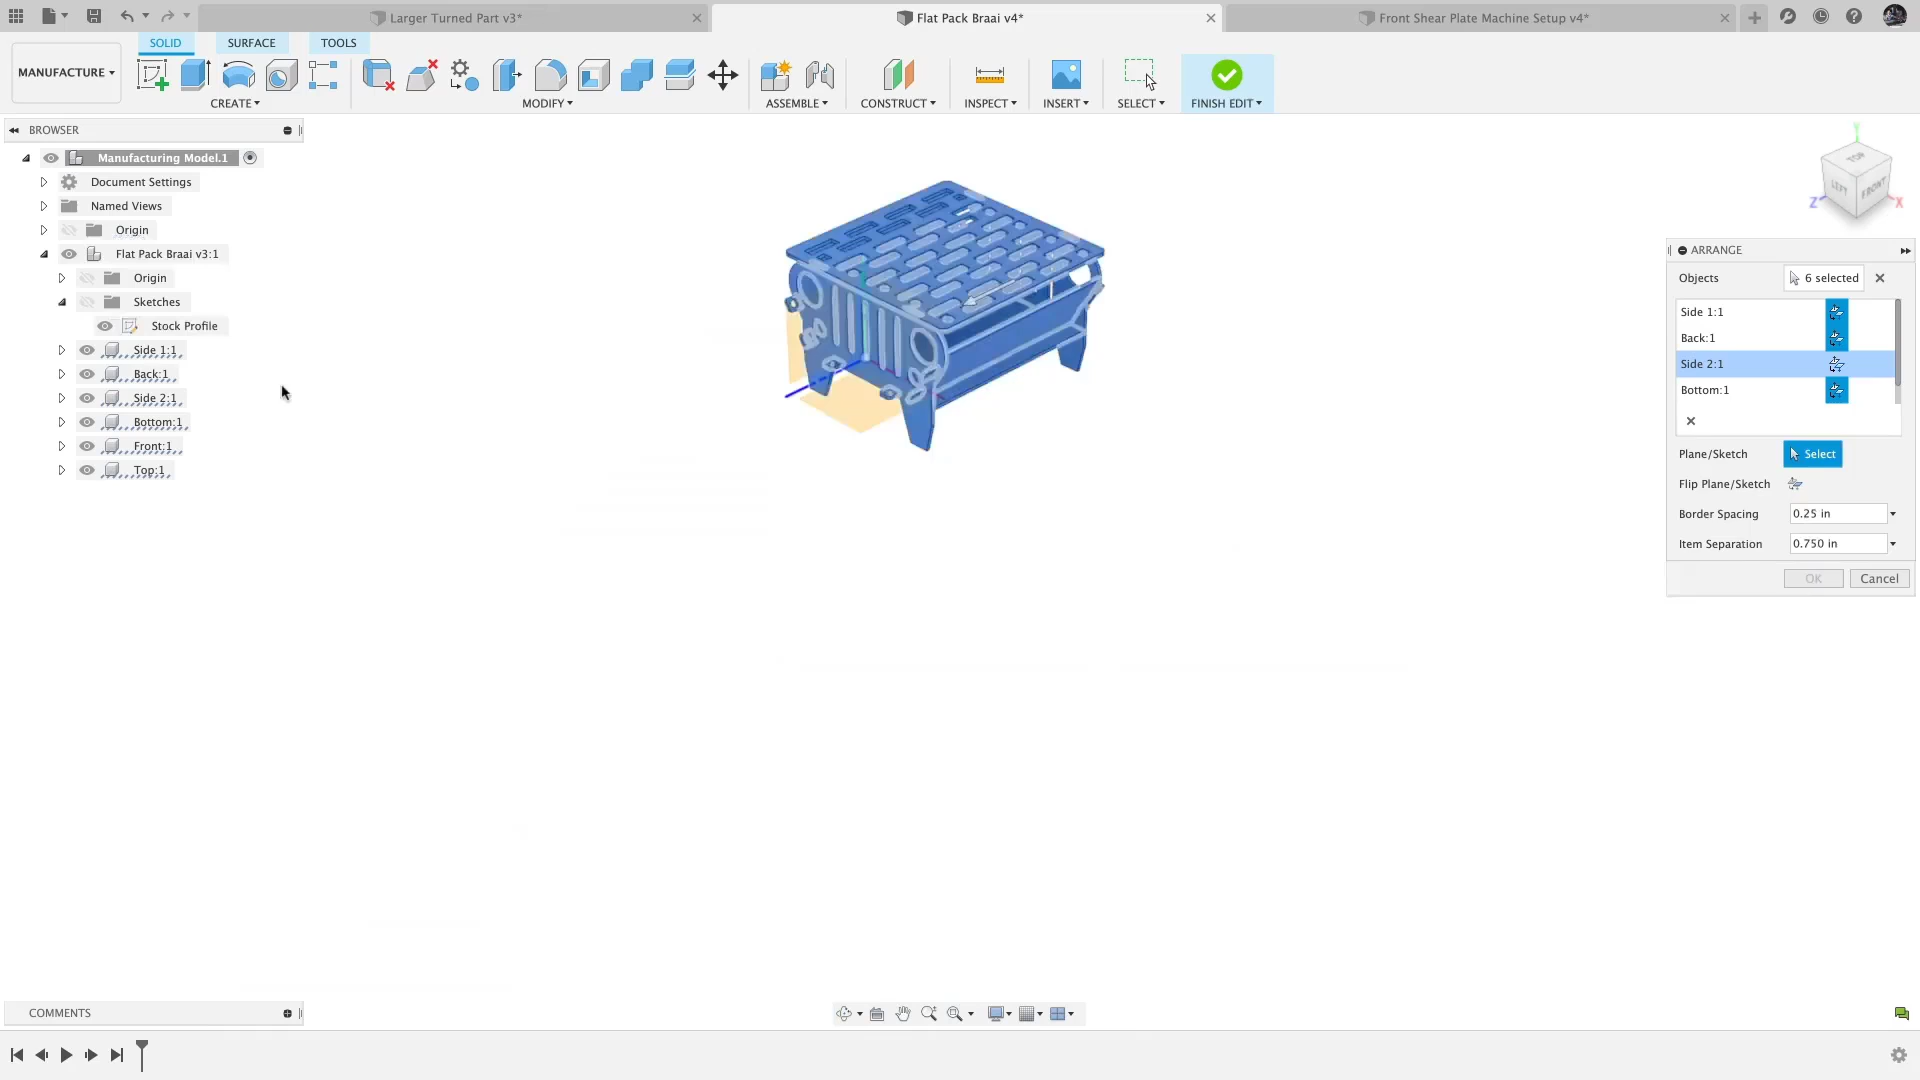 Larger Turned Part v3*
Flat Pack Braai v4*
Front Shear Plate Machine Setup v4*
SOLID
SURFACE
TOOLS
MANUFACTURE
CREATE
MODIFY
ASSEMBLE
CONSTRUCT
INSPECT
INSERT
SELECT
FINISH EDIT
BROWSER
Manufacturing Model.1
Document Settings
Named Views
Origin
Flat Pack Braai v3:1
Origin
Sketches
Stock Profile
Side 1:1
Back:1
Side 2:1
Bottom:1
Front:1
Top:1
Y
TOP
LEFT
FRONT
Z
X
ARRANGE
Objects
6 selected
Side 1:1
Back:1
Side 2:1
Bottom:1
Plane/Sketch
Select
Flip Plane/Sketch
Border Spacing
0.25 in
Item Separation
0.750 in
OK
Cancel
COMMENTS